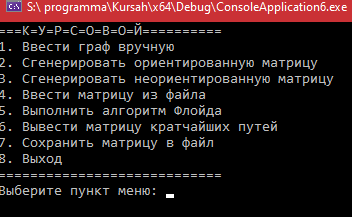 S:\ programma\Kursah\x64\Debug\ConsoleApplication6.exe
===К=У=Р=С=О=В=О=Й===========
1. Ввести граф вручную
2. Сгенерировать ориентированную матрицу
3. Сгенерировать неориентированную матрицу
4. Ввести матрицу из файла
5. Выполнить алгоритм Флойда
6. Вывести матрицу кратчайших путей
7. Сохранить матрицу в файл
8. Выход
=============================
Выберите пункт меню: _